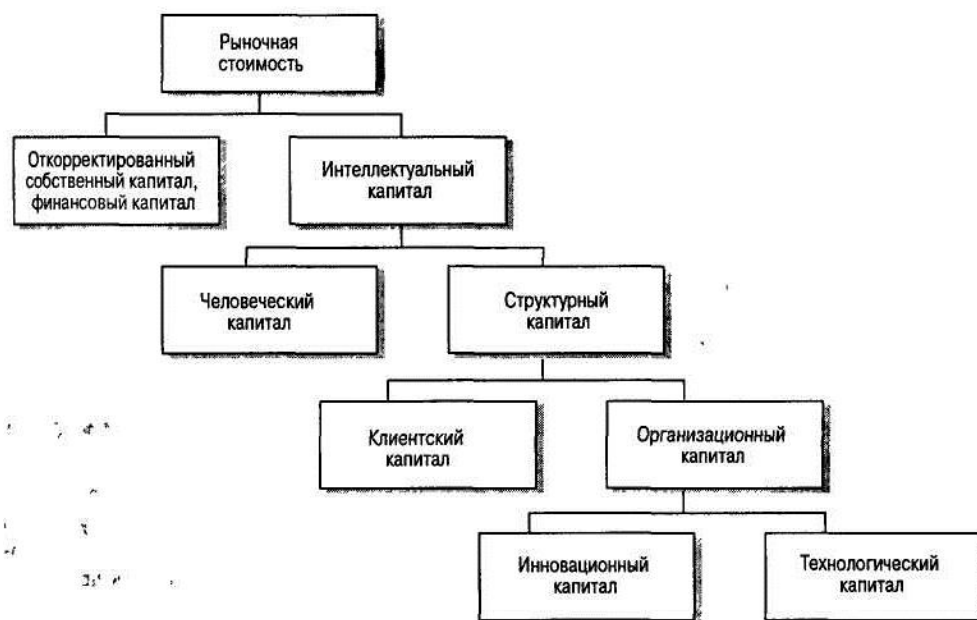 Рыночная
стоимость
Откорректированный
собственный капитал,
финансовый капитал
Интеллектуальный
капитал
Человеческий
капитал
Структурный
капитал
Клиентский
капитал
Организационный
капитал
Инновационный
капитал
Технологический
капитал